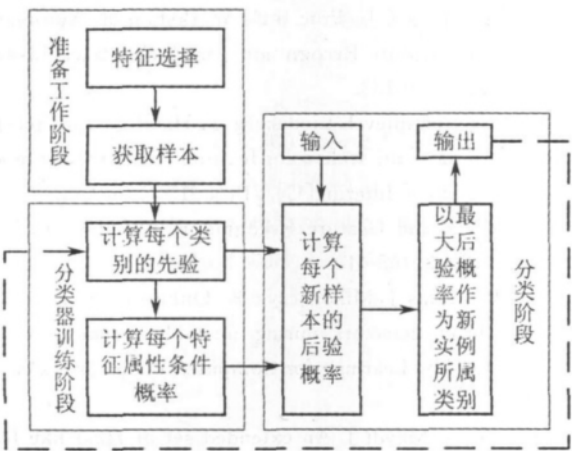 准备工作阶段
特征选择
获取样本
分类器训练阶段
计算每个类
别的先验
计算每个特
征属性条件
概率
输入
输出
计算
每个
新样
本的
后验
概率
以最
大后
验概
率作
为新
实例
所属
类别
分类阶段